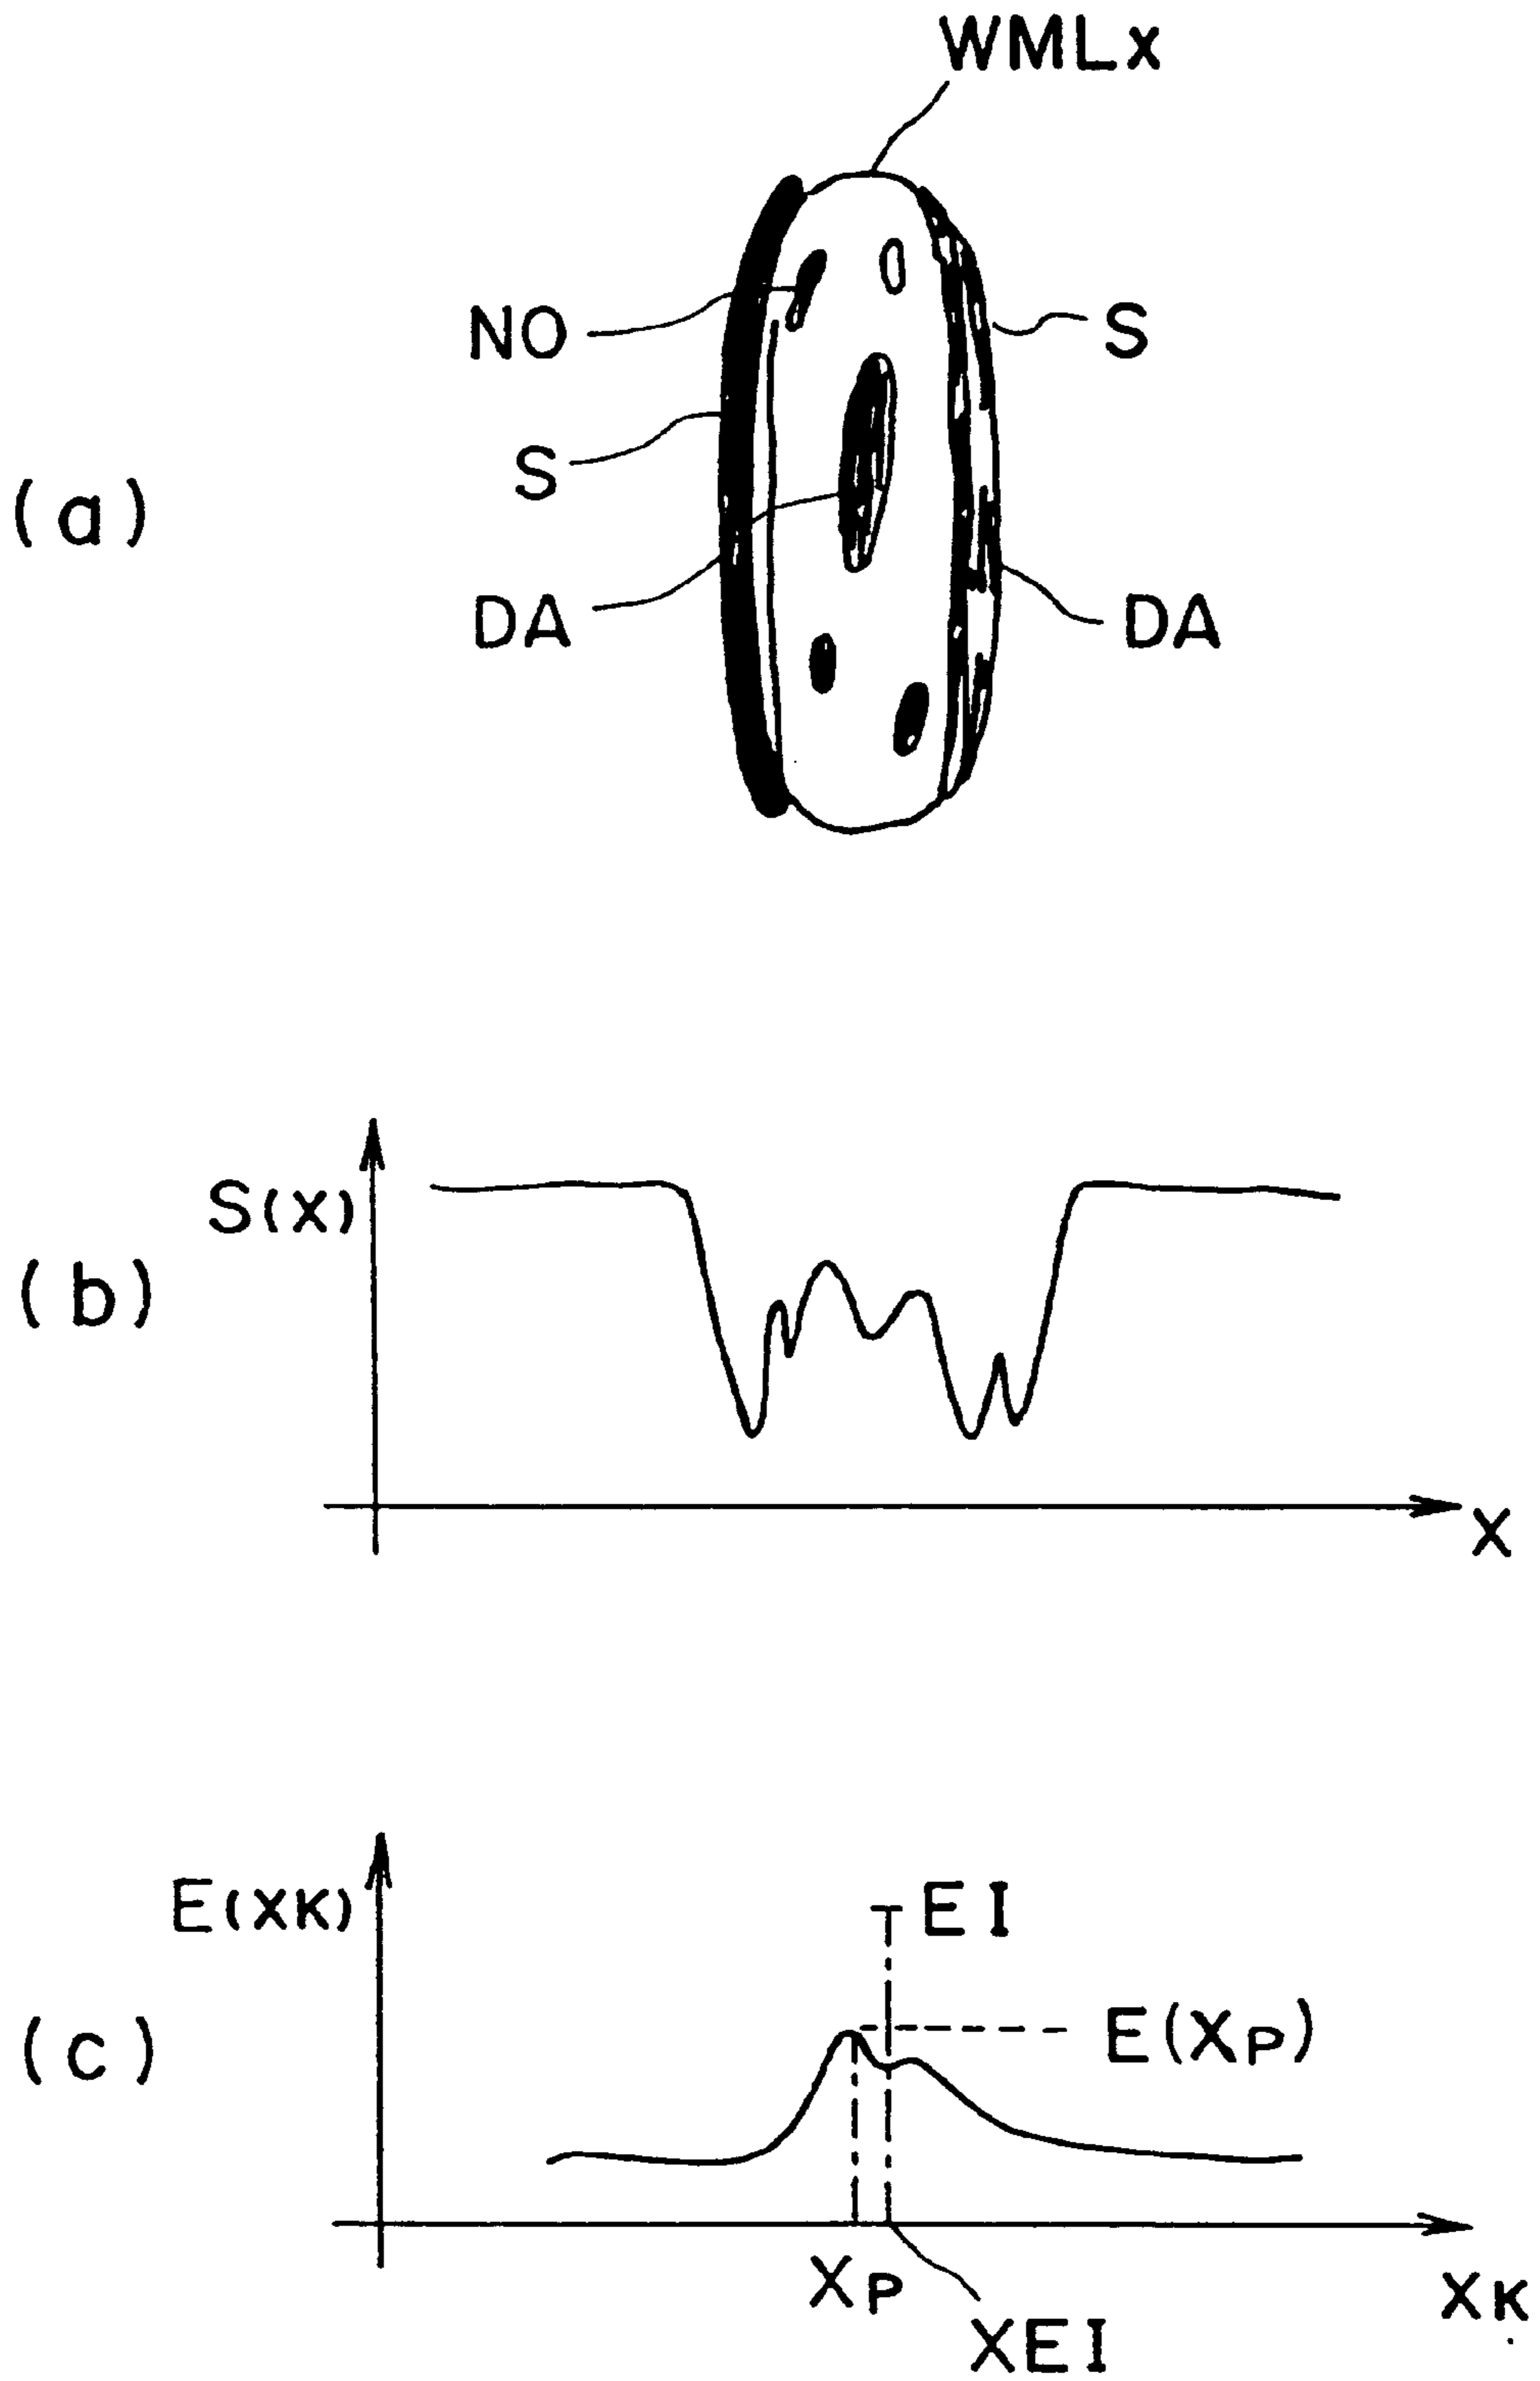 WMLx
NO
S
S
(a)
DA
DA
S(X)
(b)
X
E(XK)
EI
E(XP)
(c)
XP
XK
XEI